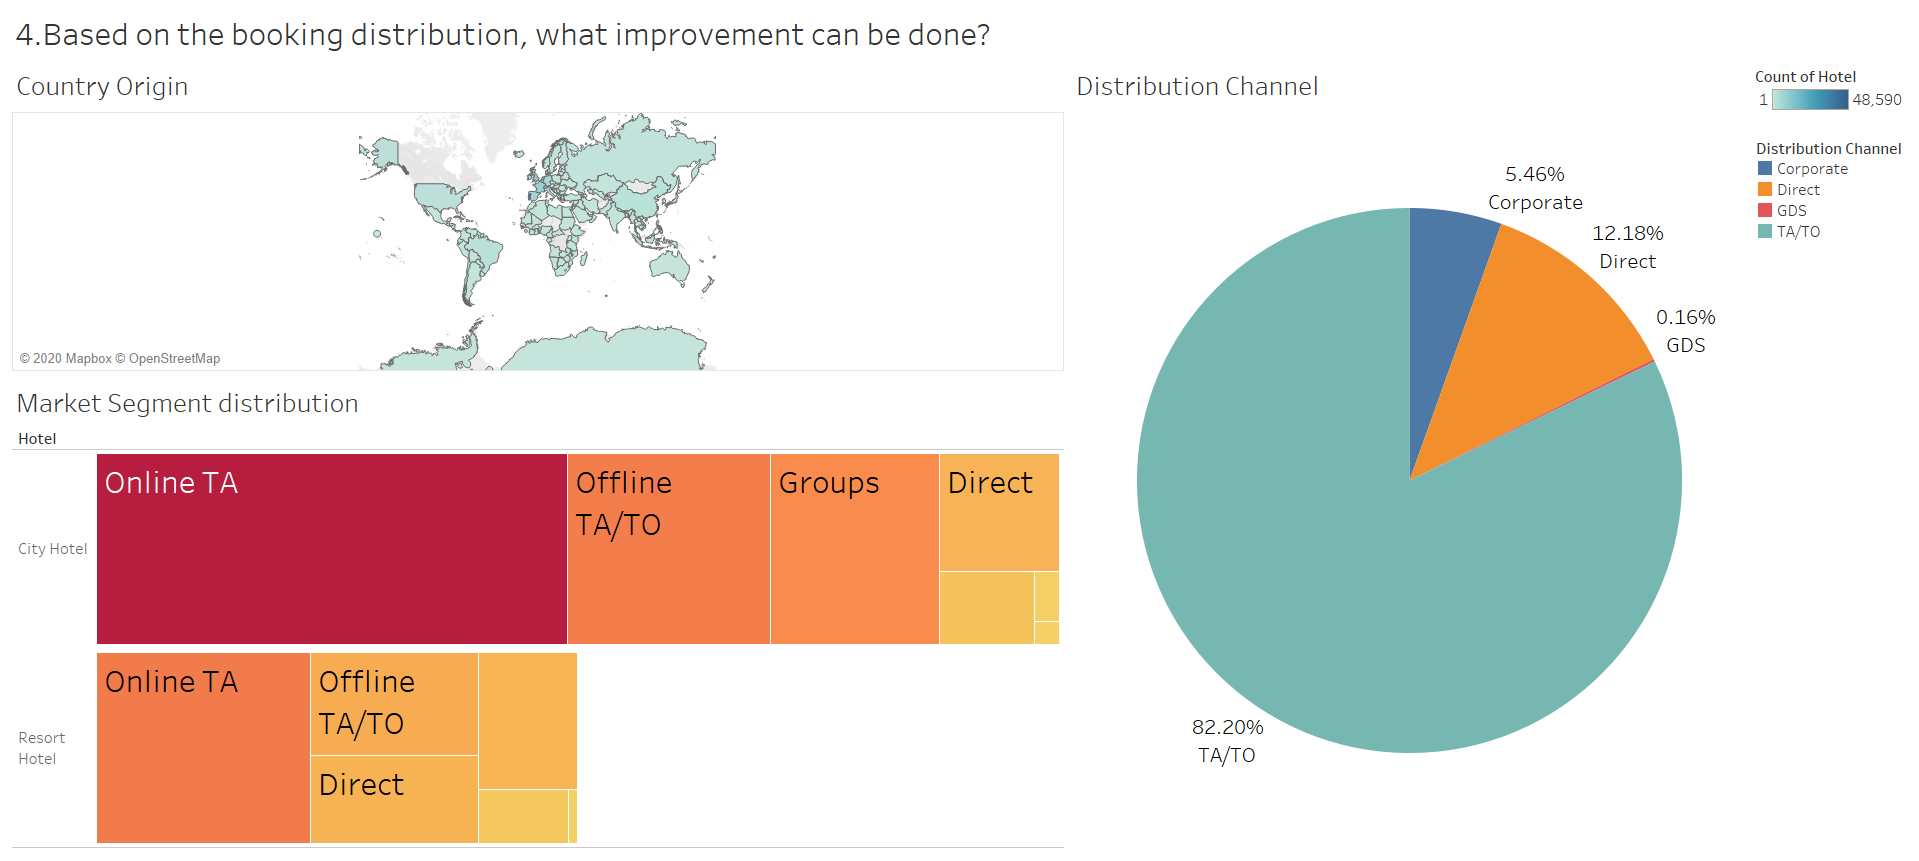 4.Based on the booking distribution, what improvement can be done?
Country Origin
© 2020 Mapbox © OpenStreetMap
Market Segment distribution
Hotel
City Hotel
Online TA
Offline
TA/TO
Groups
Direct
Resort
Hotel
Online TA
Offline
TA/TO
Direct
Distribution Channel
5.46%
Corporate
12.18%
Direct
0.16%
GDS
82.20%
TA/TO
Count of Hotel
1 48,590
Distribution Channel
Corporate
Direct
GDS
TA/TO